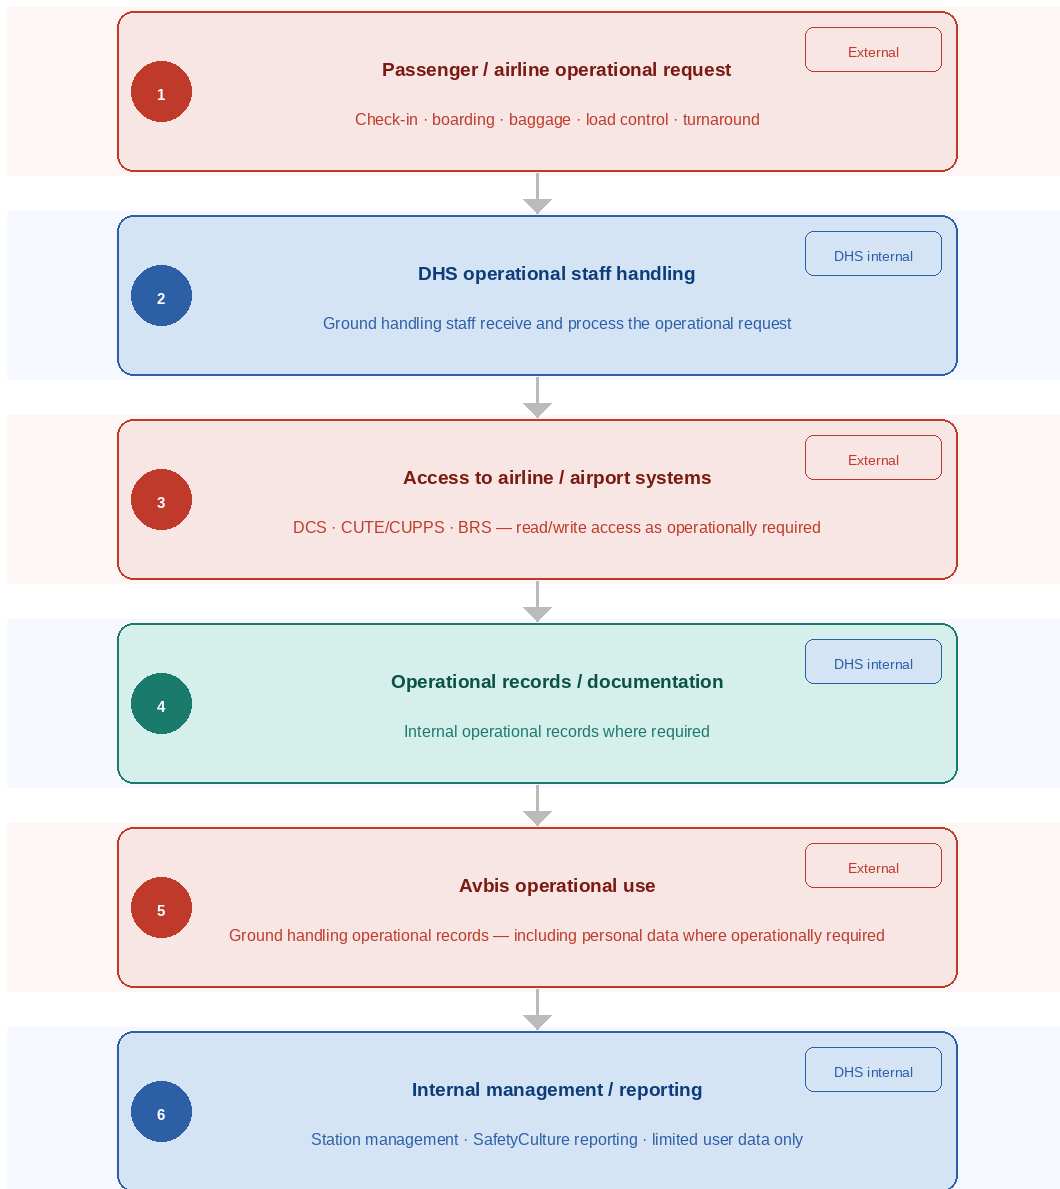 External
Passenger / airline operational request
1
Check-in · boarding · baggage · load control · turnaround
DHS internal
DHS operational staff handling
2
Ground handling staff receive and process the operational request
External
Access to airline / airport systems
3
DCS · CUTE/CUPPS · BRS — read/write access as operationally required
DHS internal
Operational records / documentation
4
Internal operational records where required
External
Avbis operational use
5
Ground handling operational records — including personal data where operationally required
DHS internal
Internal management / reporting
6
Station management · SafetyCulture reporting · limited user data only